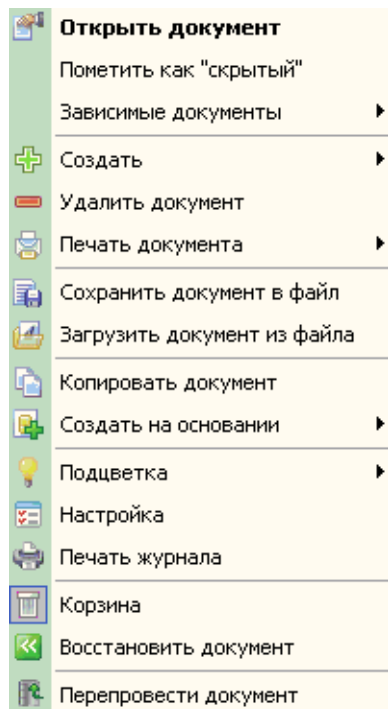 Открыть документ
Пометить как "скрытый"
Зависимые документы
Создать
Удалить документ
Печать документа
Сохранить документ в файл
Загрузить документ из файла
Копировать документ
Создать на основании
Подцветка
Настройка
Печать журнала
Корзина
Восстановить документ
Перепровести документ